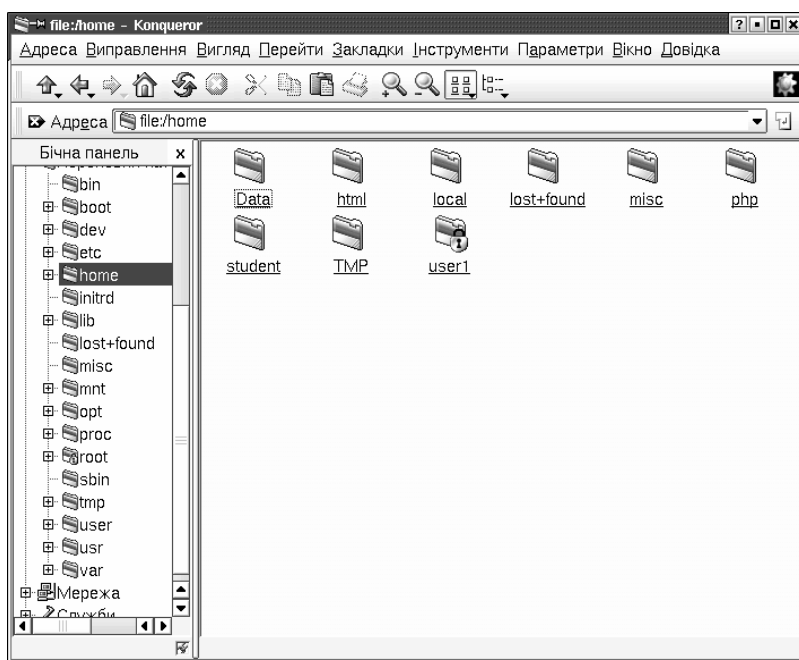 file:/home - Konqueror
Адреса Виправлення Вигляд Перейти Закладки Інструменти Параметри Вікно Довідка
Адреса file:/home
Бічна панель x
bin
boot
dev
etc
home
initrd
lib
lost+found
misc
mnt
opt
proc
root
sbin
tmp
user
usr
var
Мережа
Служби
Data html local lost+found misc php
student TMP user1